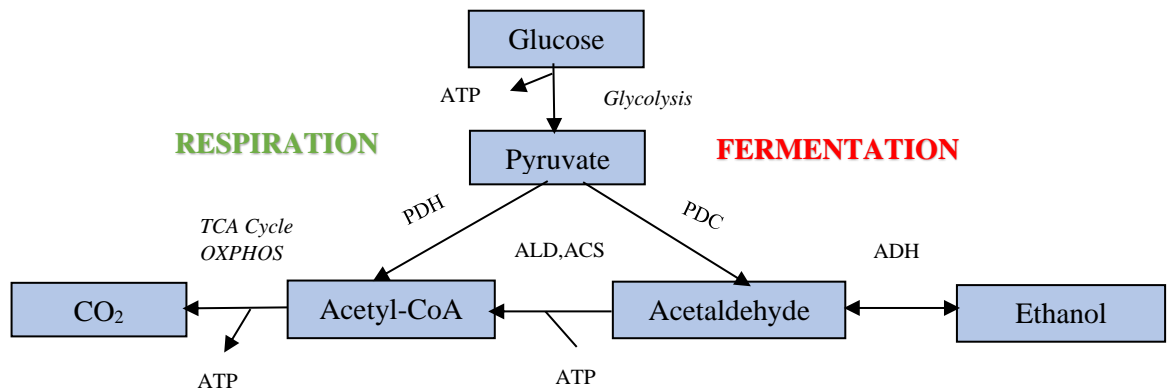 Glucose
ATP
Glycolysis
RESPIRATION
FERMENTATION
Pyruvate
PDH
PDC
TCA Cycle
OXPHOS
ALD,ACS
ADH
CO₂
Acetyl-CoA
Acetaldehyde
Ethanol
ATP
ATP